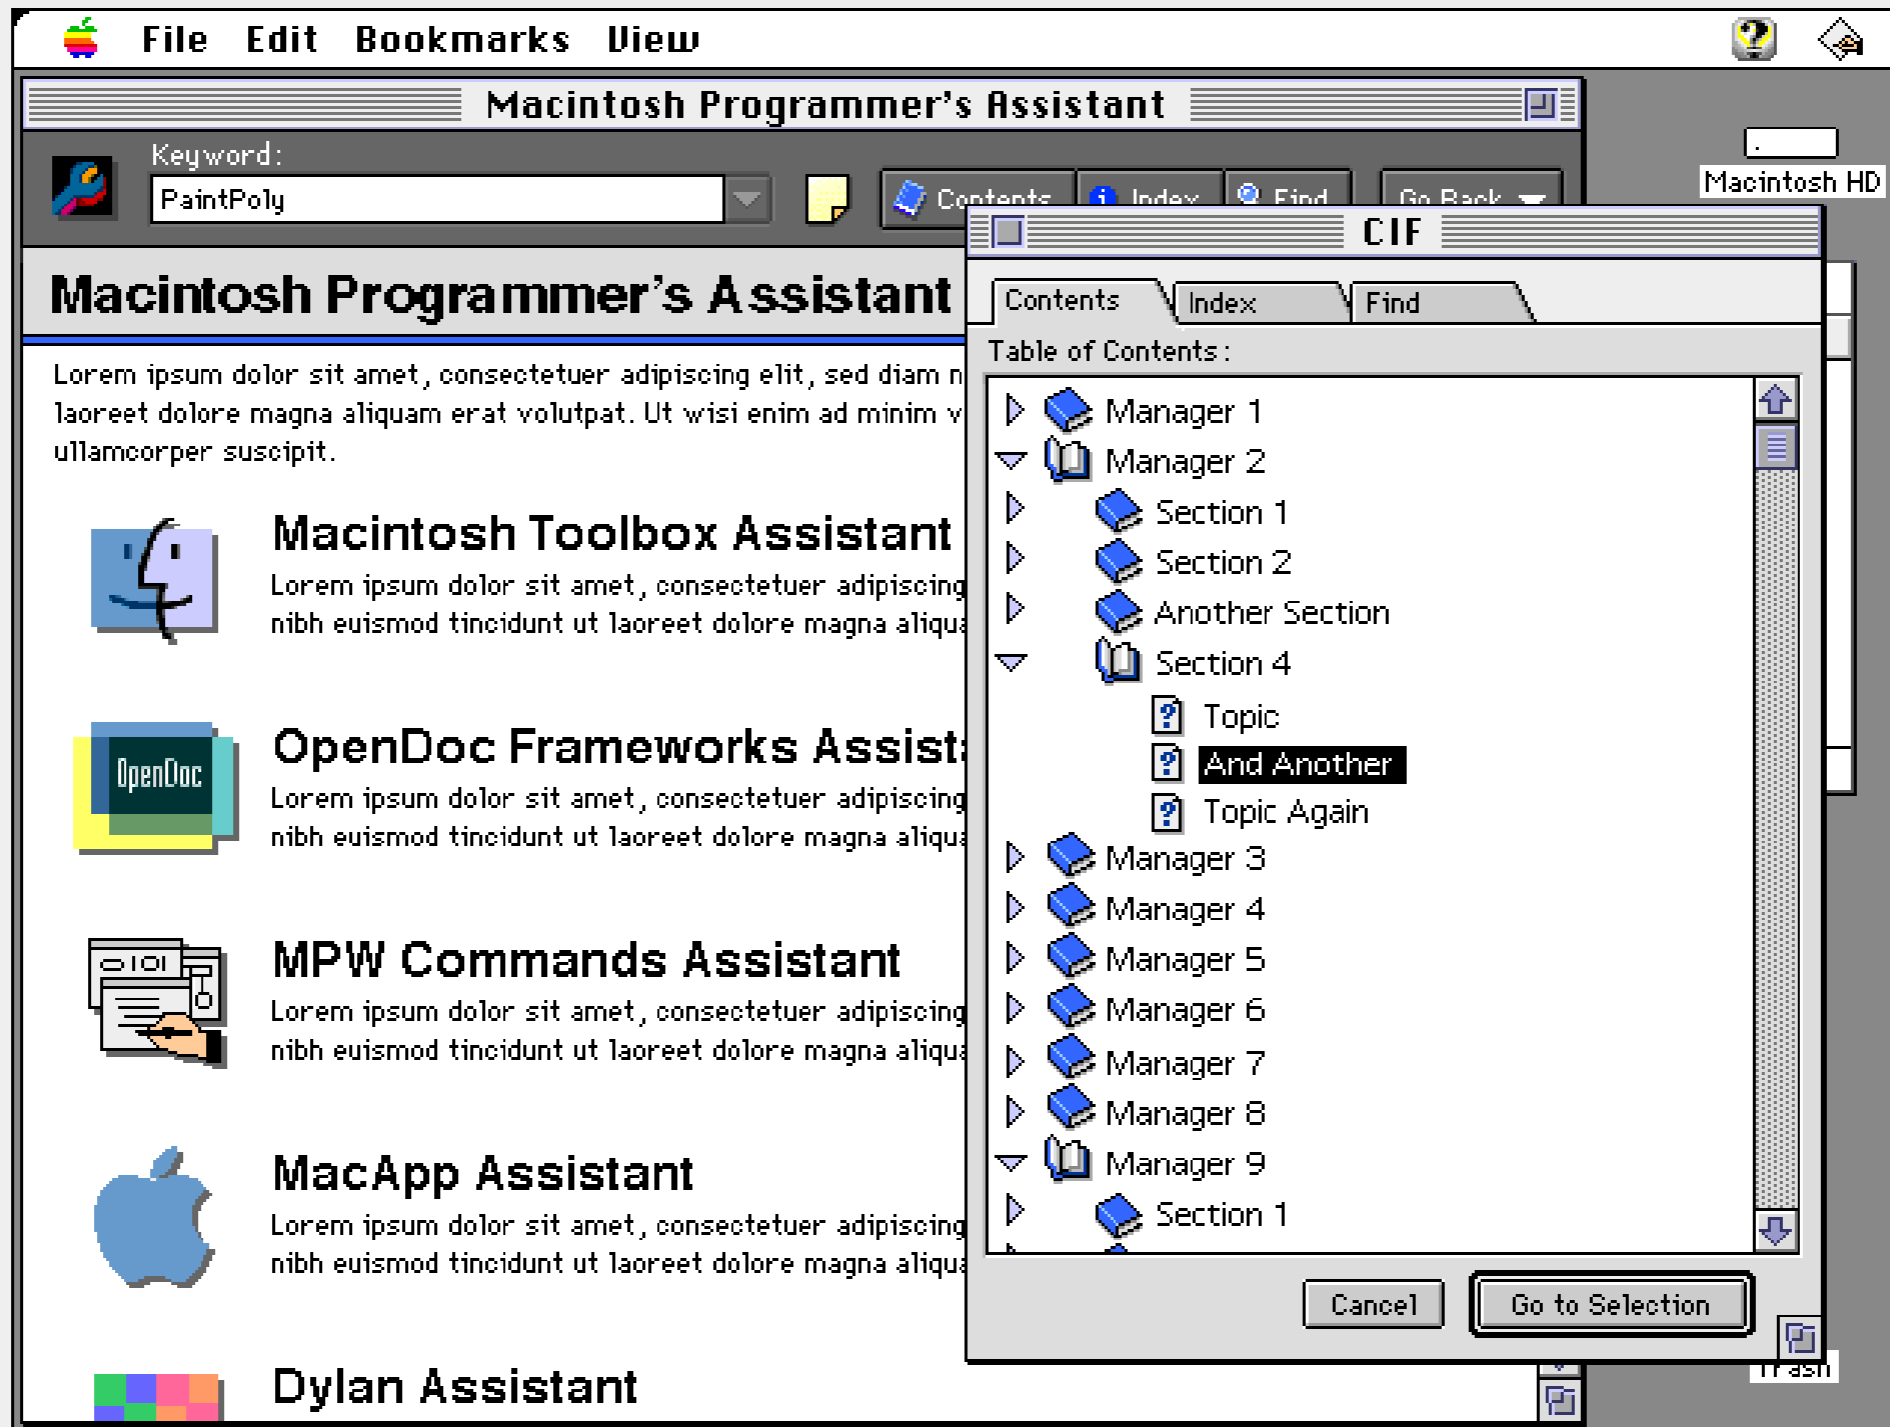 File Edit Bookmarks View
Macintosh Programmer's Assistant
Keyword:
PaintPoly
Contents Index Find Go Back
Macintosh HD
Macintosh Programmer's Assistant
Lorem ipsum dolor sit amet, consectetuer adipiscing elit, sed diam n
laoreet dolore magna aliquam erat volutpat. Ut wisi enim ad minim v
ullamcorper suscipit.
Macintosh Toolbox Assistant
Lorem ipsum dolor sit amet, consectetuer adipiscing
nibh euismod tincidunt ut laoreet dolore magna aliqua
OpenDoc
OpenDoc Frameworks Assista
Lorem ipsum dolor sit amet, consectetuer adipiscing
nibh euismod tincidunt ut laoreet dolore magna aliqua
MPW Commands Assistant
Lorem ipsum dolor sit amet, consectetuer adipiscing
nibh euismod tincidunt ut laoreet dolore magna aliqua
MacApp Assistant
Lorem ipsum dolor sit amet, consectetuer adipiscing
nibh euismod tincidunt ut laoreet dolore magna aliqua
Dylan Assistant
CIF
Contents Index Find
Table of Contents:
Manager 1
Manager 2
Section 1
Section 2
Another Section
Section 4
Topic
And Another
Topic Again
Manager 3
Manager 4
Manager 5
Manager 6
Manager 7
Manager 8
Manager 9
Section 1
Cancel Go to Selection
Trash